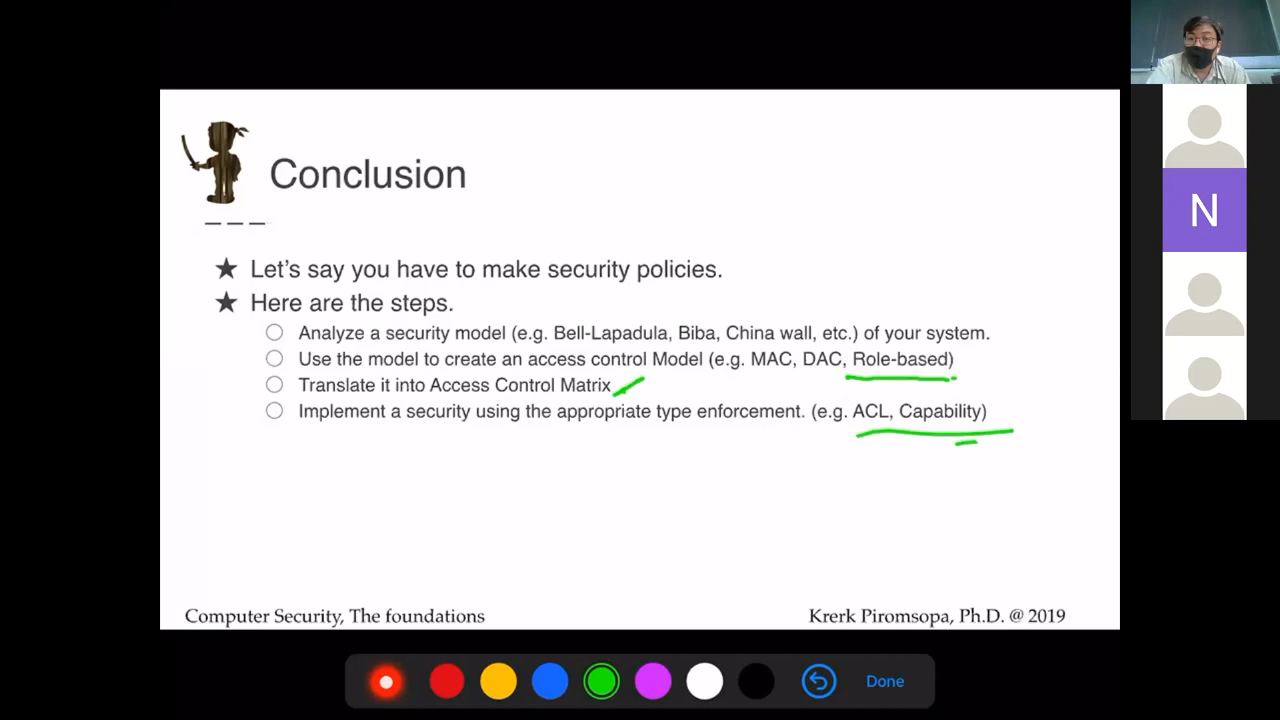 Conclusion
Let's say you have to make security policies.
Here are the steps.
Analyze a security model (e.g. Bell-Lapadula, Biba, China wall, etc.) of your system.
Use the model to create an access control Model (e.g. MAC, DAC, Role-based)
Translate it into Access Control Matrix
Implement a security using the appropriate type enforcement. (e.g. ACL, Capability)
Computer Security, The foundations
Krerk Piromsopa, Ph.D. @ 2019
N
Done